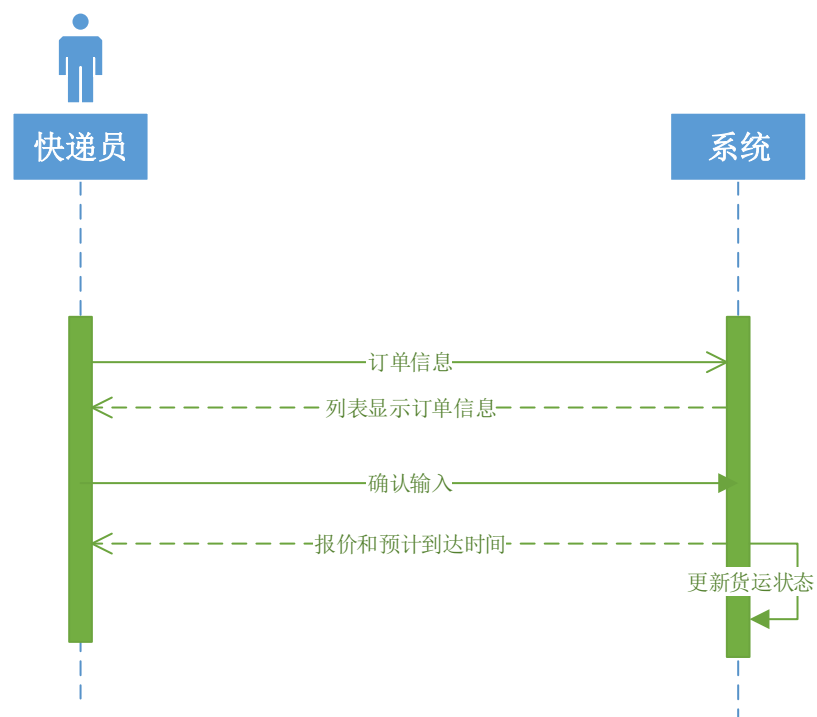 快递员
系统
订单信息
列表显示订单信息
确认输入
报价和预计到达时间
更新货运状态